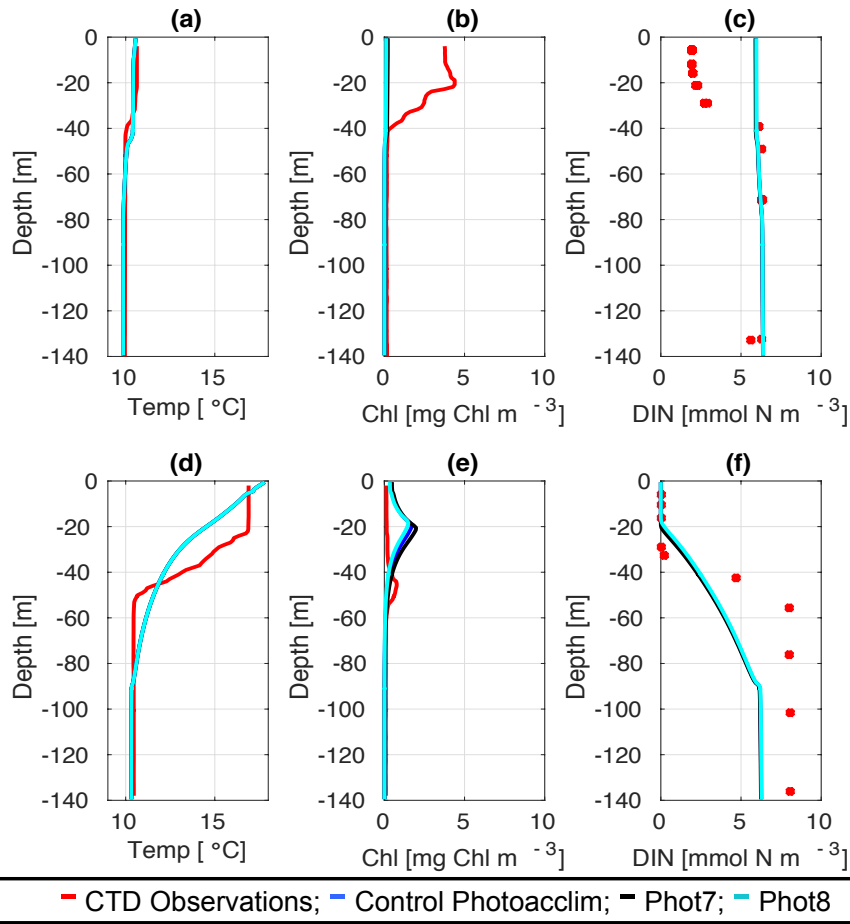 (a) (b) (c)
0 0 0
-20 -20 -20
-40 -40 -40
-60 -60 -60
-80 -80 -80
-100 -100 -100
-120 -120 -120
-140 -140 -140
Depth [m] Depth [m] Depth [m]
10 15 0 5 10 0 5 10
Temp [ °C] Chl [mg Chl m -3] DIN [mmol N m -3]
(d) (e) (f)
0 0 0
-20 -20 -20
-40 -40 -40
-60 -60 -60
-80 -80 -80
-100 -100 -100
-120 -120 -120
-140 -140 -140
Depth [m] Depth [m] Depth [m]
10 15 0 5 10 0 5 10
Temp [ °C] Chl [mg Chl m -3] DIN [mmol N m -3]
CTD Observations; Control Photoacclim; Phot7; Phot8